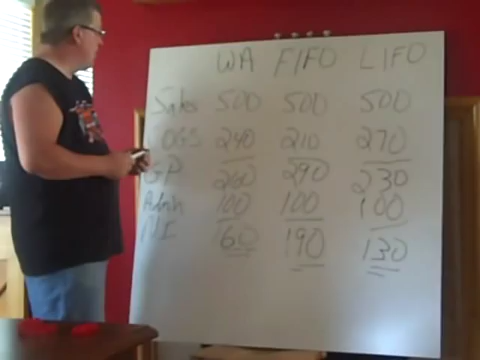 WA FIFO LIFO
Sales 500 500 500
COGS 240 210 270
GP 260 290 230
Admin 100 100 100
NI 160 190 130